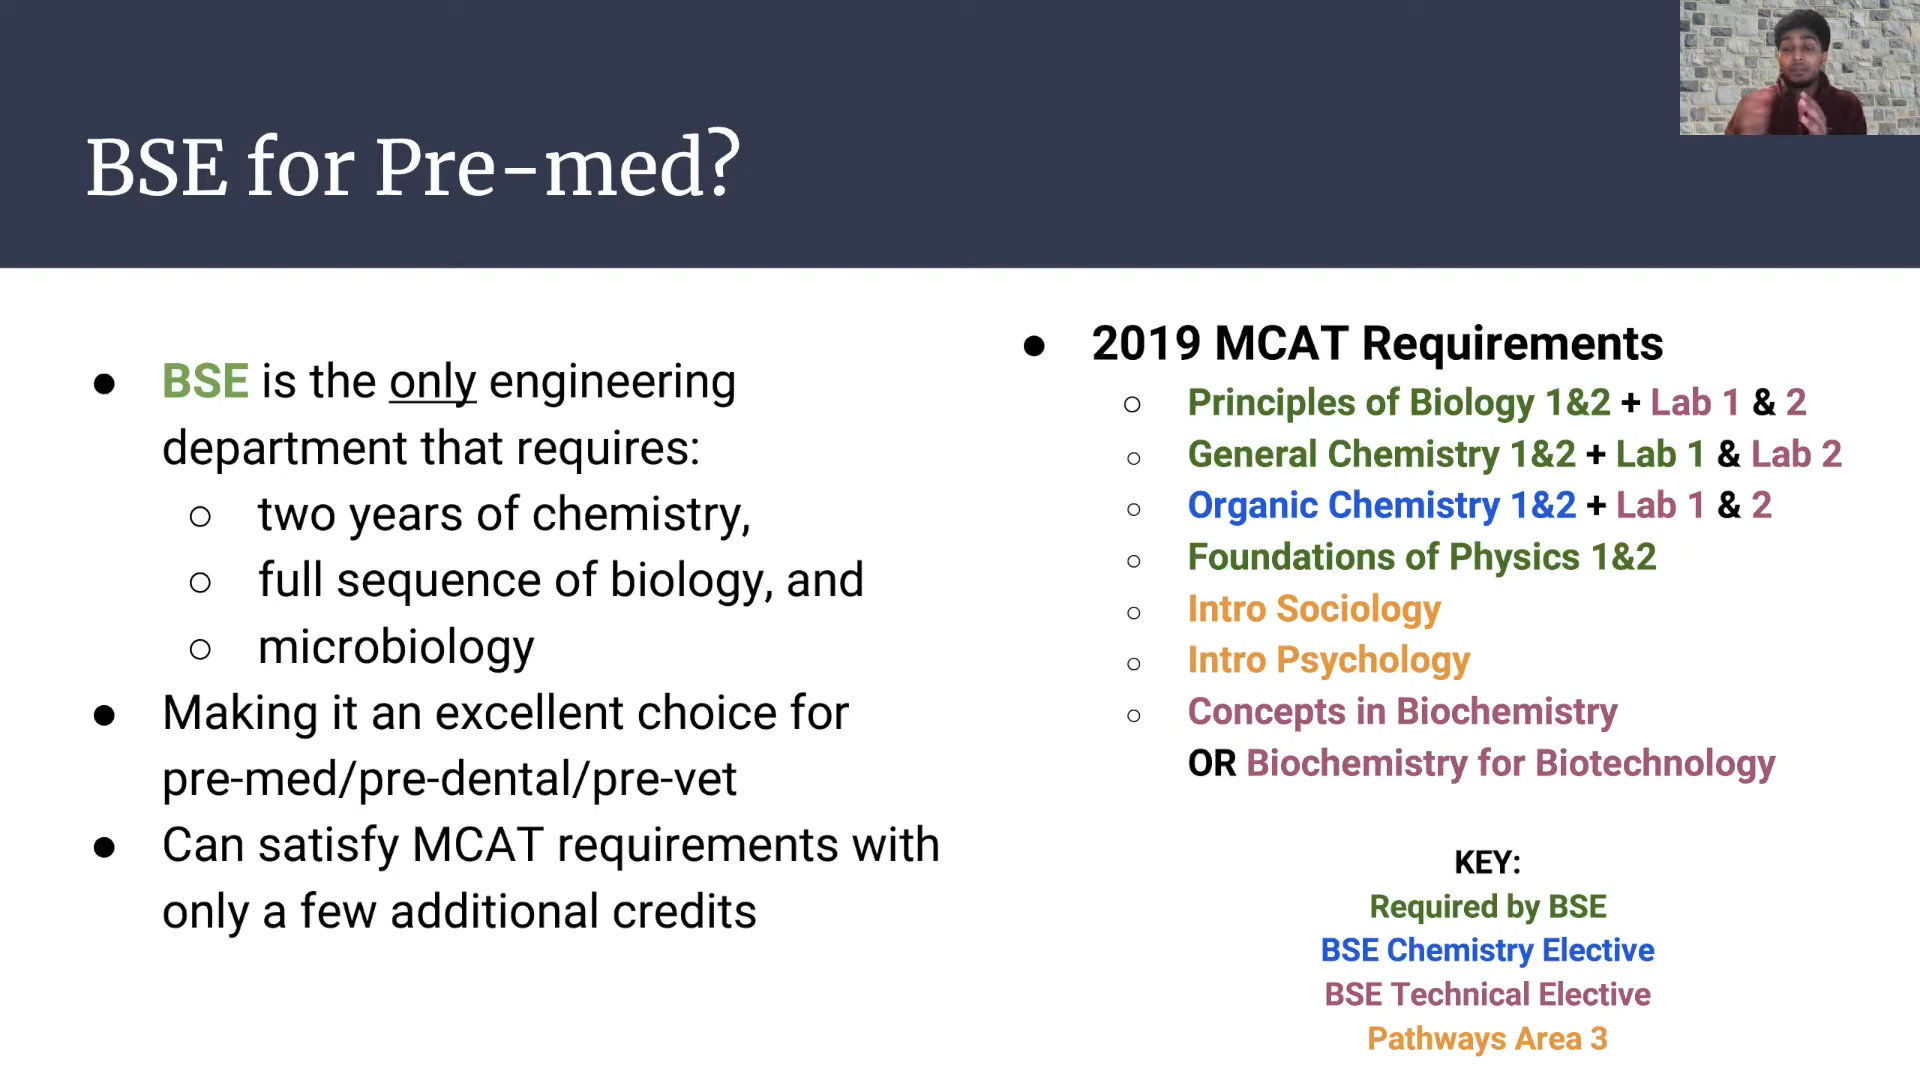 BSE for Pre-med?
● BSE is the only engineering
department that requires:
○ two years of chemistry,
○ full sequence of biology, and
○ microbiology
● Making it an excellent choice for
pre-med/pre-dental/pre-vet
● Can satisfy MCAT requirements with
only a few additional credits
● 2019 MCAT Requirements
○ Principles of Biology 1&2 + Lab 1 & 2
○ General Chemistry 1&2 + Lab 1 & Lab 2
○ Organic Chemistry 1&2 + Lab 1 & 2
○ Foundations of Physics 1&2
○ Intro Sociology
○ Intro Psychology
○ Concepts in Biochemistry
OR Biochemistry for Biotechnology
KEY:
Required by BSE
BSE Chemistry Elective
BSE Technical Elective
Pathways Area 3